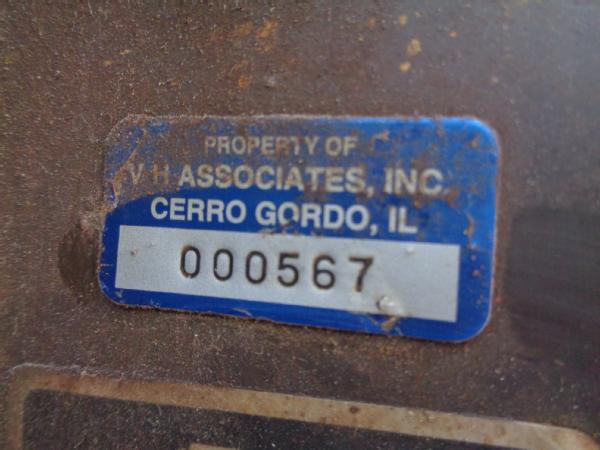 PROPERTY OF
V H ASSOCIATES, INC.
CERRO GORDO, IL
000567